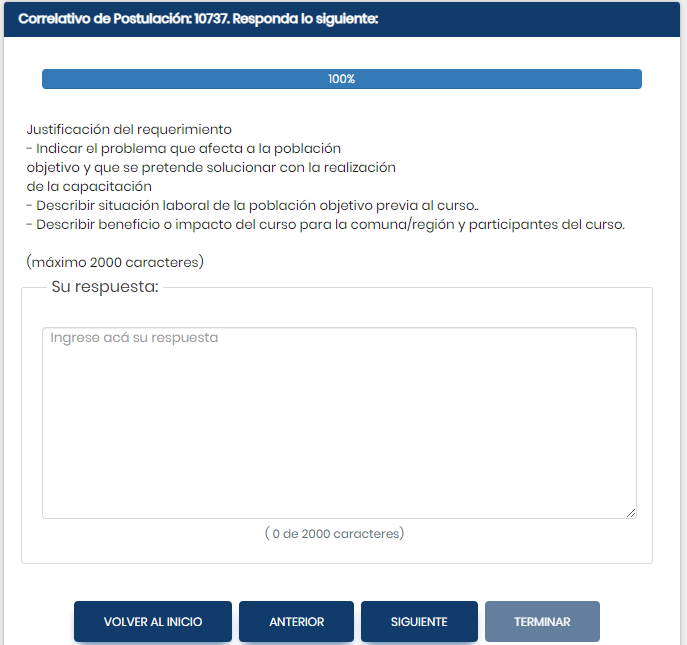 Correlativo de Postulación: 10737. Responda lo siguiente:
100%
Justificación del requerimiento
- Indicar el problema que afecta a la población
objetivo y que se pretende solucionar con la realización
de la capacitación
- Describir situación laboral de la población objetivo previa al curso..
- Describir beneficio o impacto del curso para la comuna/región y participantes del curso.
(máximo 2000 caracteres)
Su respuesta:
Ingrese acá su respuesta
( 0 de 2000 caracteres)
VOLVER AL INICIO ANTERIOR SIGUIENTE TERMINAR